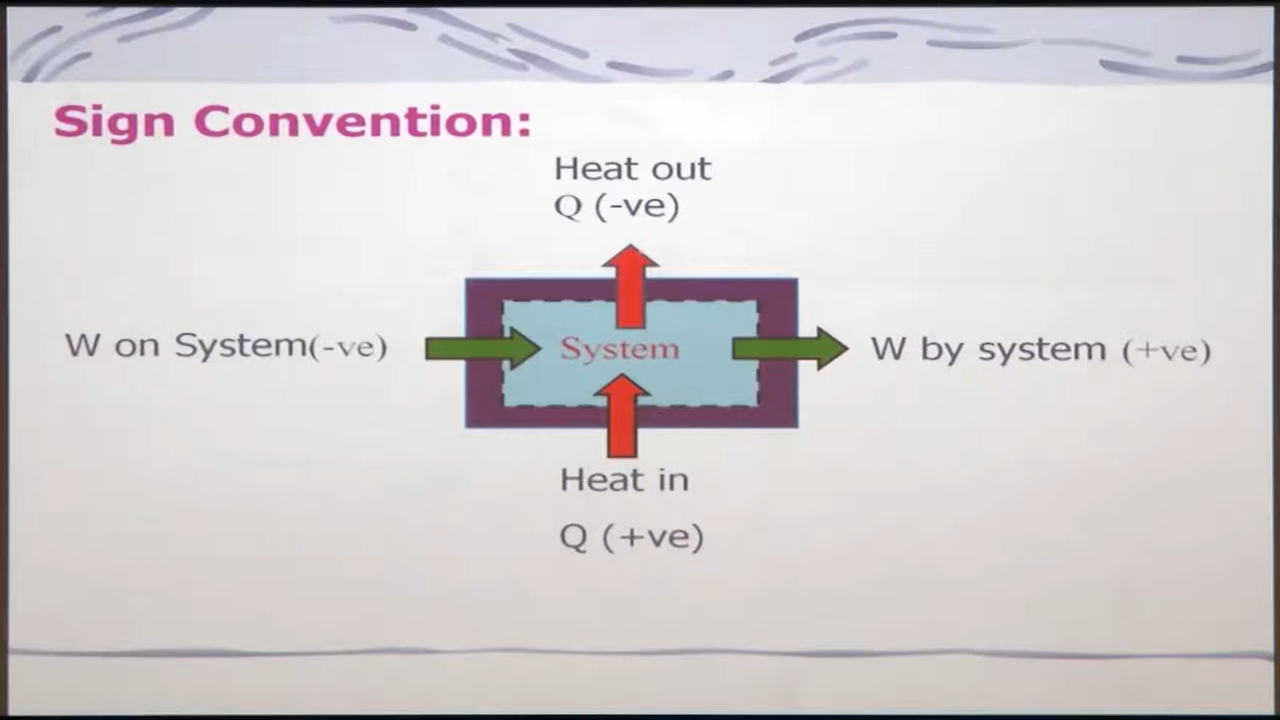 Sign Convention:
Heat out
Q (-ve)
W on System(-ve)
System
W by system (+ve)
Heat in
Q (+ve)